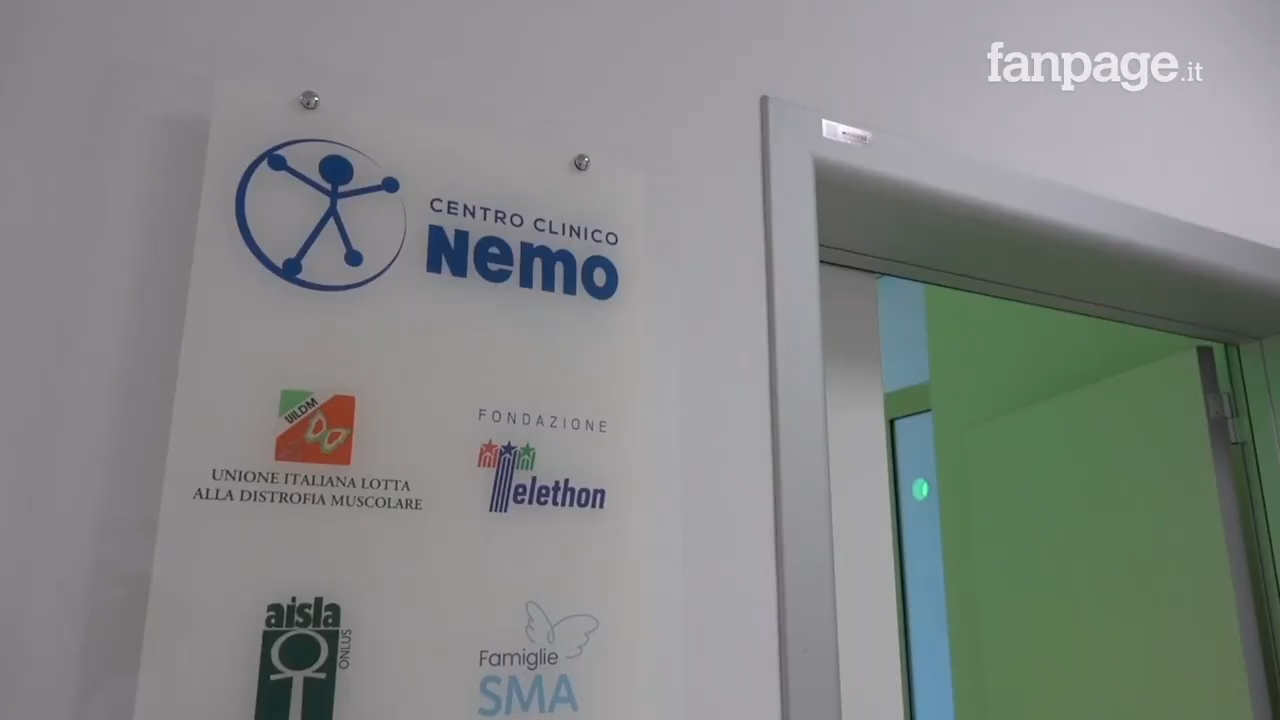 fanpage.it
CENTRO CLINICO
Nemo
UILDM
UNIONE ITALIANA LOTTA
ALLA DISTROFIA MUSCOLARE
FONDAZIONE
Telethon
aisla
ONLUS
Famiglie
SMA